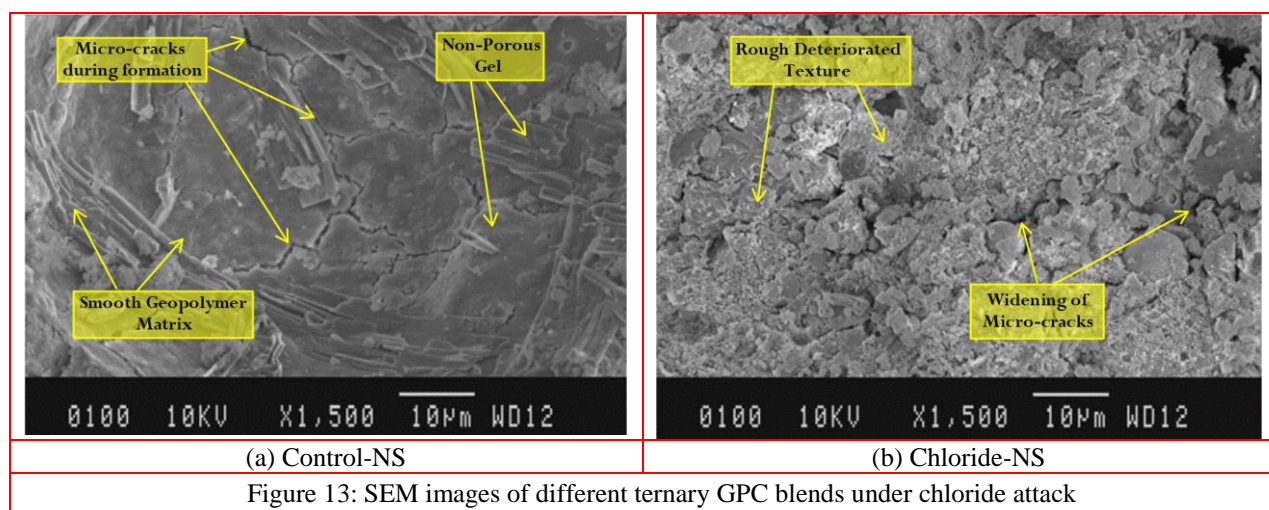 Micro-cracks
during formation
Non-Porous
Gel
Smooth Geopolymer
Matrix
0100 10KV X1,500 10μm WD12
Rough Deteriorated
Texture
Widening of
Micro-cracks
0100 10KV X1,500 10μm WD12
(a) Control-NS
(b) Chloride-NS
Figure 13: SEM images of different ternary GPC blends under chloride attack